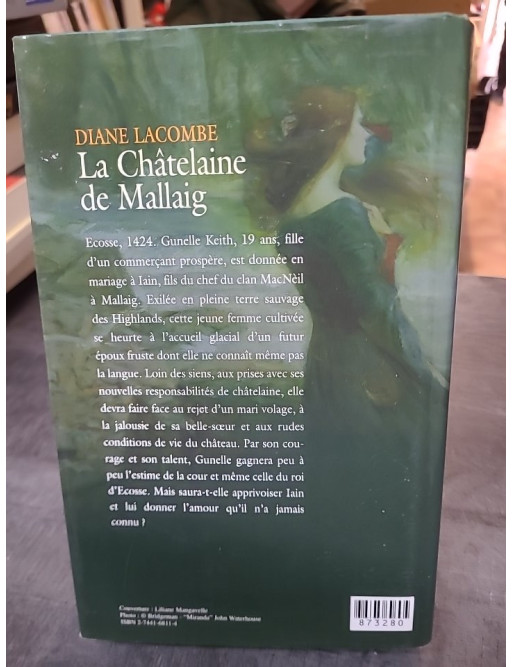 DIANE LACOMBE
La Châtelaine
de Mallaig
Ecosse, 1424. Gunelle Keith, 19 ans, fille
d'un commerçant prospère, est donnée en
mariage à Iain, fils du chef du clan MacNèil
à Mallaig. Exilée en pleine terre sauvage
des Highlands, cette jeune femme cultivée
se heurte à l'accueil glacial d'un futur
époux fruste dont elle ne connaît même pas
la langue. Loin des siens, aux prises avec ses
nouvelles responsabilités de châtelaine, elle
devra faire face au rejet d'un mari volage, à
la jalousie de sa belle-sœur et aux rudes
conditions de vie du château. Par son cou-
rage et son talent, Gunelle gagnera peu à
peu l'estime de la cour et même celle du roi
d'Ecosse. Mais saura-t-elle apprivoiser Iain
et lui donner l'amour qu'il n'a jamais
connu ?
Couverture : Liliane Mangavelle
Photo : © Bridgeman - "Miranda" John Waterhouse
ISBN 2-7441-6811-4
873280